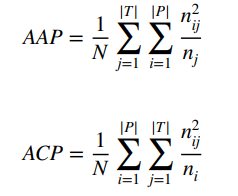 AAP = \frac{1}{N} \sum_{j=1}^{|T|} \sum_{i=1}^{|P|} \frac{n_{ij}^2}{n_j}
ACP = \frac{1}{N} \sum_{i=1}^{|P|} \sum_{j=1}^{|T|} \frac{n_{ij}^2}{n_i}